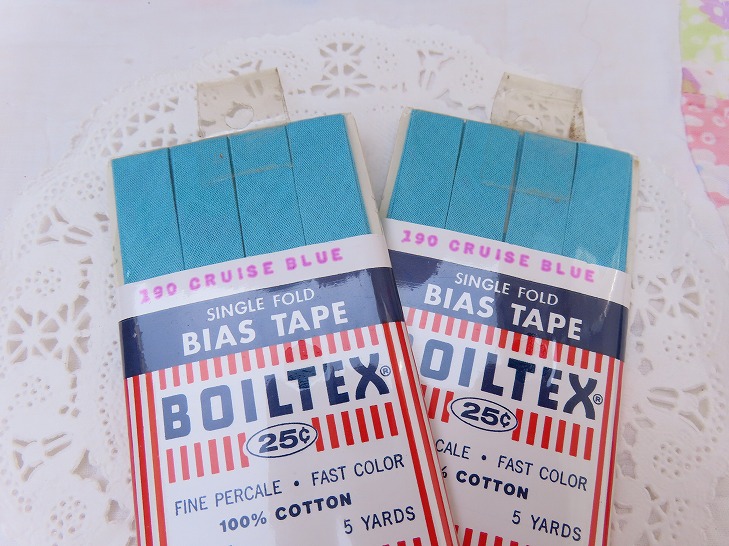 190 CRUISE BLUE
SINGLE FOLD
BIAS TAPE
BOILTEX®
25¢
FINE PERCALE • FAST COLOR
100% COTTON
5 YARDS
190 CRUISE BLUE
SINGLE FOLD
BIAS TAPE
OILTEX®
25¢
CALE • FAST COLOR
% COTTON
5 YARDS